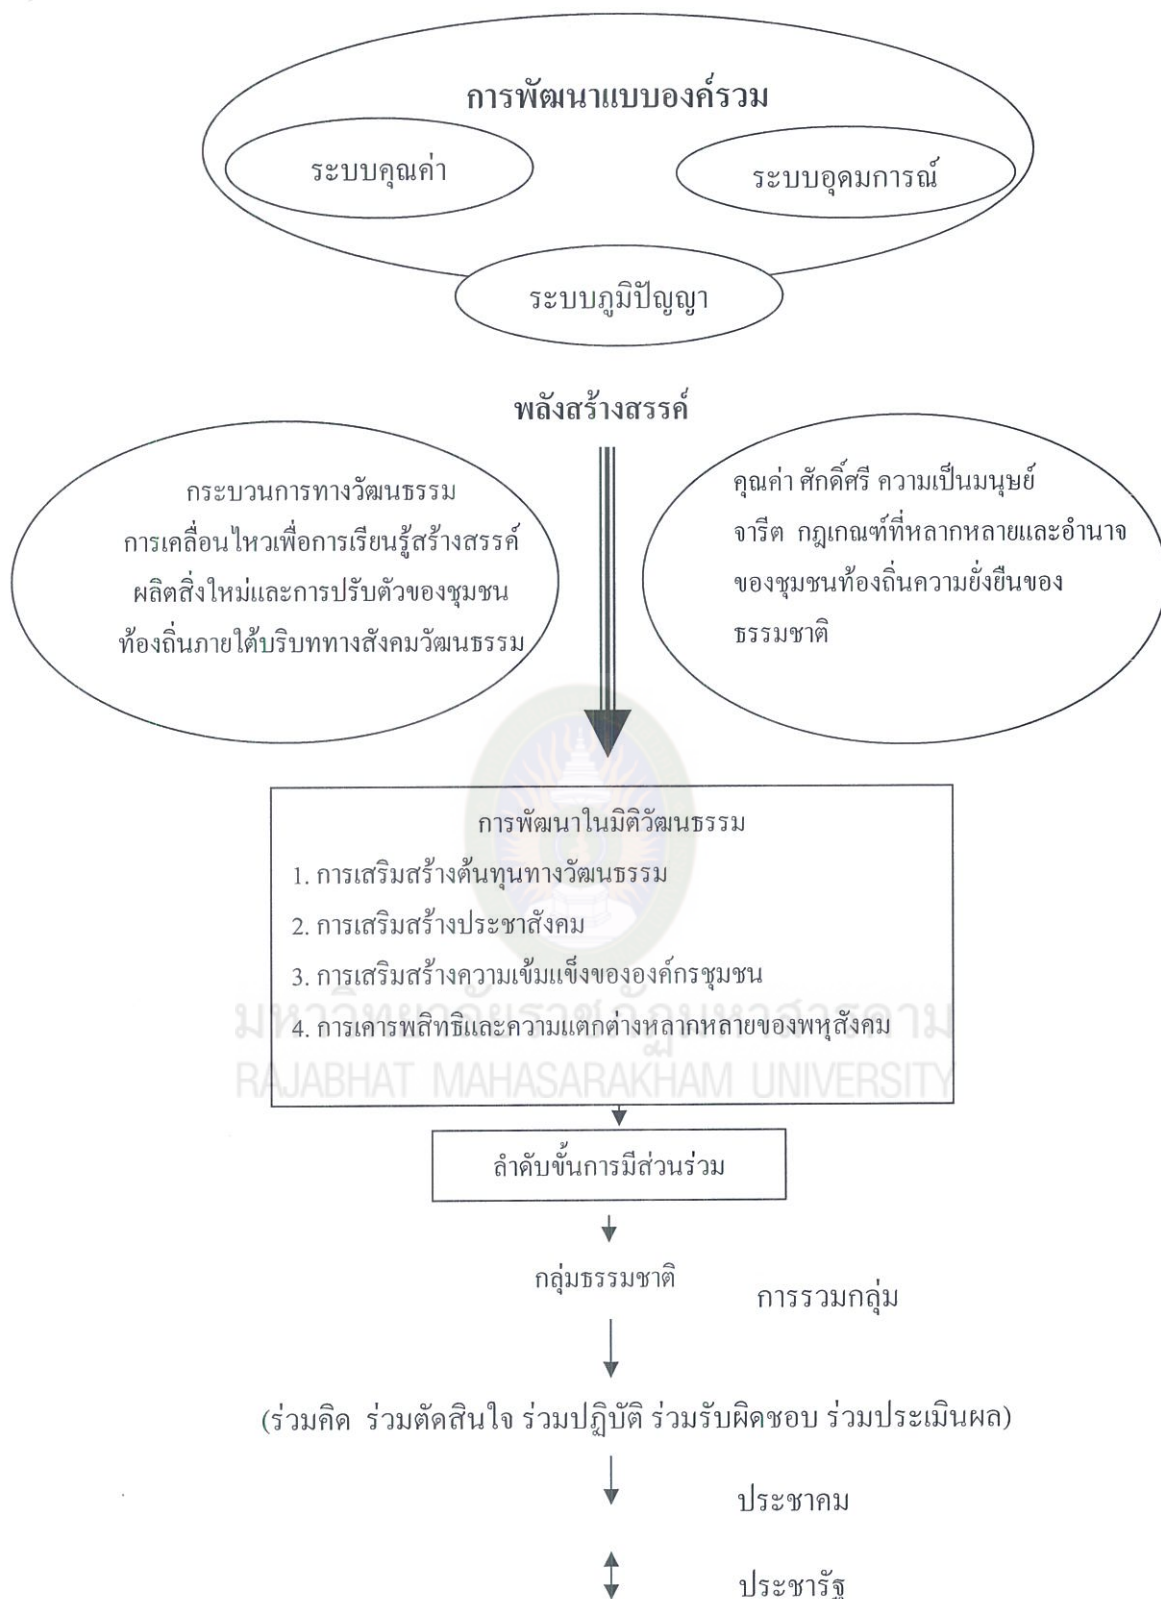 การพัฒนาแบบองค์รวม
ระบบคุณค่า
ระบบอุดมการณ์
ระบบภูมิปัญญา
พลังสร้างสรรค์
กระบวนการทางวัฒนธรรม
การเคลื่อนไหวเพื่อการเรียนรู้สร้างสรรค์
ผลิตสิ่งใหม่และการปรับตัวของชุมชน
ท้องถิ่นภายใต้บริบททางสังคมวัฒนธรรม
คุณค่า ศักดิ์ศรี ความเป็นมนุษย์
จารีต กฎเกณฑ์ที่หลากหลายและอำนาจ
ของชุมชนท้องถิ่นความยั่งยืนของ
ธรรมชาติ
การพัฒนาในมิติวัฒนธรรม
1. การเสริมสร้างต้นทุนทางวัฒนธรรม
2. การเสริมสร้างประชาสังคม
3. การเสริมสร้างความเข้มแข็งขององค์กรชุมชน
4. การเคารพสิทธิและความแตกต่างหลากหลายของพหุสังคม
มหาวิทยาลัยราชภัฏมหาสารคาม
RAJABHAT MAHASARAKHAM UNIVERSITY
ลำดับขั้นการมีส่วนร่วม
กลุ่มธรรมชาติ
การรวมกลุ่ม
(ร่วมคิด ร่วมตัดสินใจ ร่วมปฏิบัติ ร่วมรับผิดชอบ ร่วมประเมินผล)
ประชาคม
ประชารัฐ